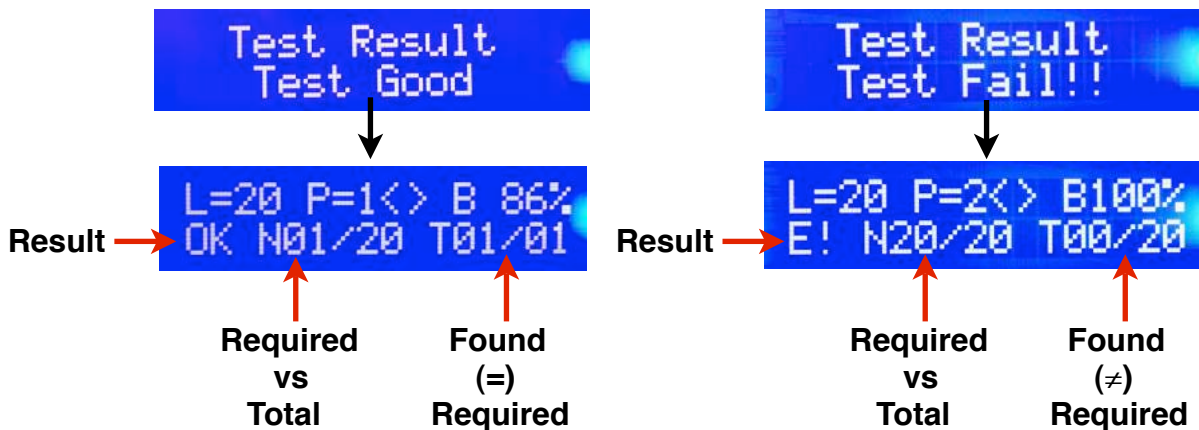 Test Result
Test Good
L=20 P=1<> B 86%
OK N01/20 T01/01
Result
Required
vs
Total
Found
(=)
Required
Test Result
Test Fail!!
L=20 P=2<> B100%
E! N20/20 T00/20
Result
Required
vs
Total
Found
(≠)
Required